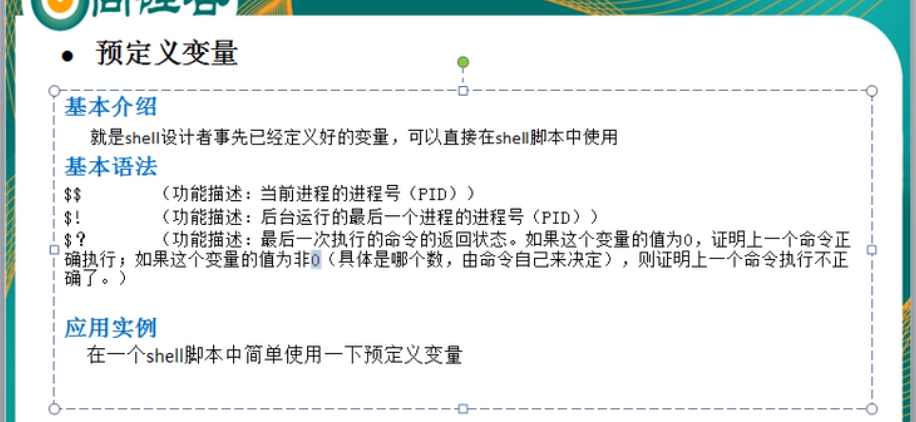 • 预定义变量
基本介绍
就是shell设计者事先已经定义好的变量，可以直接在shell脚本中使用
基本语法
$$ （功能描述：当前进程的进程号（PID））
$! （功能描述：后台运行的最后一个进程的进程号（PID））
$？ （功能描述：最后一次执行的命令的返回状态。如果这个变量的值为0，证明上一个命令正
确执行；如果这个变量的值为非0（具体是哪个数，由命令自己来决定），则证明上一个命令执行不正
确了。）
应用实例
在一个shell脚本中简单使用一下预定义变量